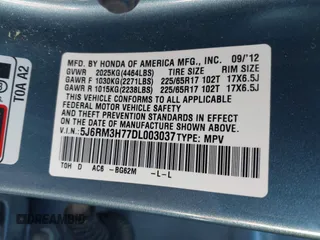 MFD. BY HONDA OF AMERICA MFG., INC. 09/'12
GVWR 2025KG(4464LBS) TIRE SIZE RIM SIZE
GAWR F 1030KG(2271LBS) 225/65R17 102T 17X6.5J
GAWR R 1015KG(2238LBS) 225/65R17 102T 17X6.5J
THIS VEHICLE CONFORMS TO ALL APPLICABLE
FEDERAL MOTOR VEHICLE SAFETY STANDARDS IN
EFFECT ON THE DATE OF MANUFACTURE SHOWN ABOVE.
V.I.N: 5J6RM3H77DL003037 TYPE: MPV
TOH D AC6 -BG62M -L-L
TOA A2
DREAMBID